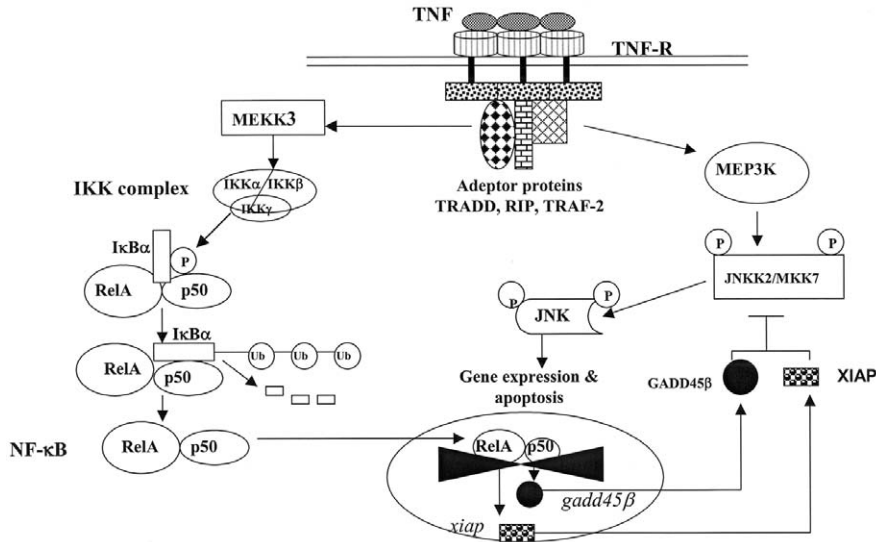 TNF
TNF-R
MEKK3
MEP3K
IKK complex
IKKα IKKβ
IKKγ
Adeptor proteins
TRADD, RIP, TRAF-2
IκBα
P
RelA
p50
P
P
JNKK2/MKK7
P
P
JNK
IκBα
RelA
p50
Ub
Ub
Ub
Gene expression &
apoptosis
GADD45β
XIAP
NF-κB
RelA
p50
RelA
p50
gadd45β
xiap